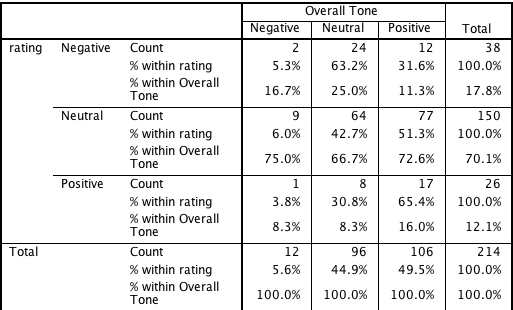 Overall Tone
Negative Neutral Positive Total
rating Negative Count 2 24 12 38
% within rating 5.3% 63.2% 31.6% 100.0%
% within Overall
Tone 16.7% 25.0% 11.3% 17.8%
Neutral Count 9 64 77 150
% within rating 6.0% 42.7% 51.3% 100.0%
% within Overall
Tone 75.0% 66.7% 72.6% 70.1%
Positive Count 1 8 17 26
% within rating 3.8% 30.8% 65.4% 100.0%
% within Overall
Tone 8.3% 8.3% 16.0% 12.1%
Total Count 12 96 106 214
% within rating 5.6% 44.9% 49.5% 100.0%
% within Overall
Tone 100.0% 100.0% 100.0% 100.0%